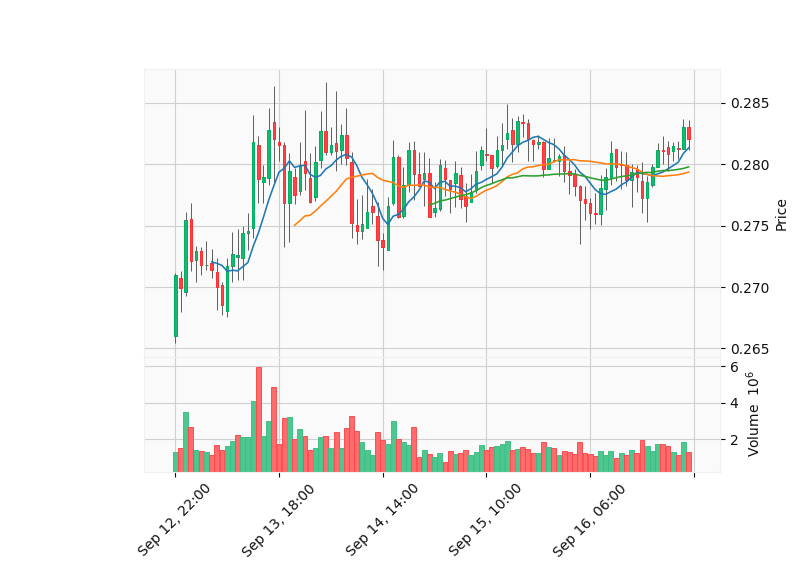 0.285
0.280
0.275
0.270
0.265
Price
6
4
2
Volume 10^6
Sep 12, 22:00
Sep 13, 18:00
Sep 14, 14:00
Sep 15, 10:00
Sep 16, 06:00